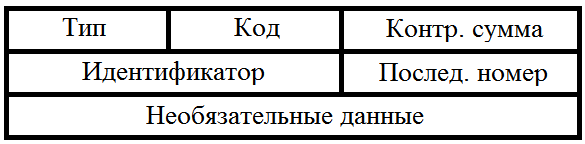 Тип Код Контр. сумма
Идентификатор Послед. номер
Необязательные данные